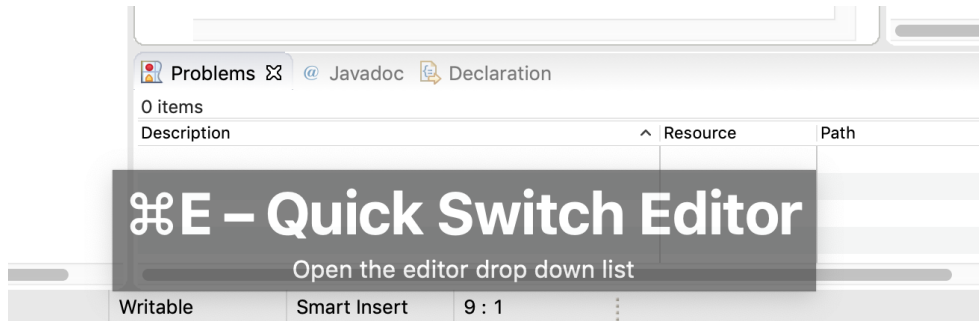 Problems
@ Javadoc
Declaration
0 items
Description Resource Path
⌘E – Quick Switch Editor
Open the editor drop down list
Writable Smart Insert 9 : 1